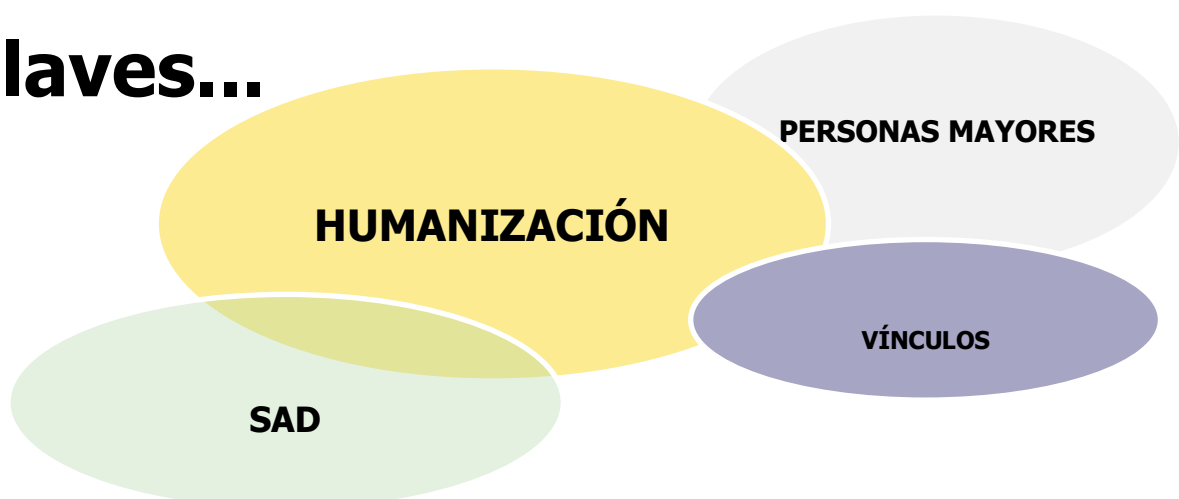 laves...
PERSONAS MAYORES
HUMANIZACIÓN
VÍNCULOS
SAD